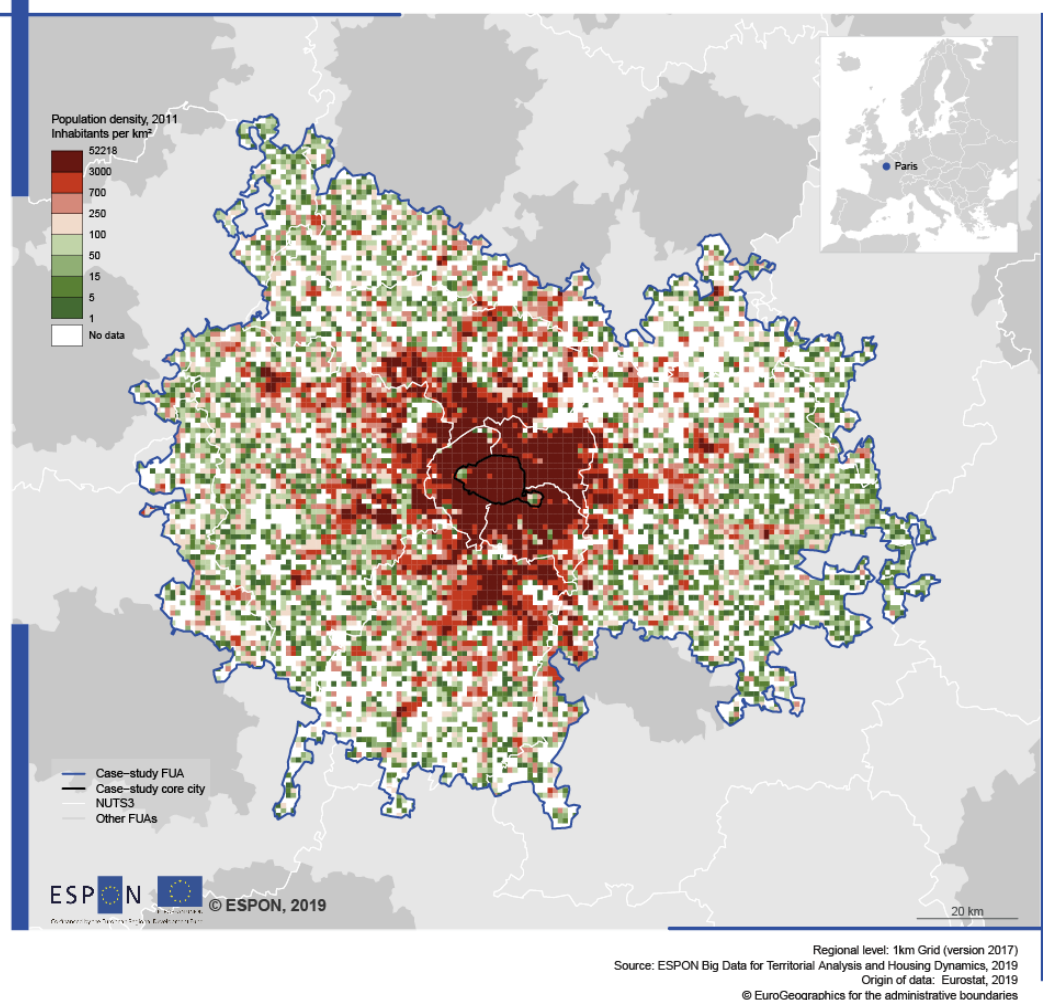 Population density, 2011
Inhabitants per km²
52218
3000
700
250
100
50
15
5
1
No data
Paris
Case–study FUA
Case–study core city
NUTS3
Other FUAs
ESPON
© ESPON, 2019
20 km
Regional level: 1km Grid (version 2017)
Source: ESPON Big Data for Territorial Analysis and Housing Dynamics, 2019
Origin of data: Eurostat, 2019
© EuroGeographics for the administrative boundaries